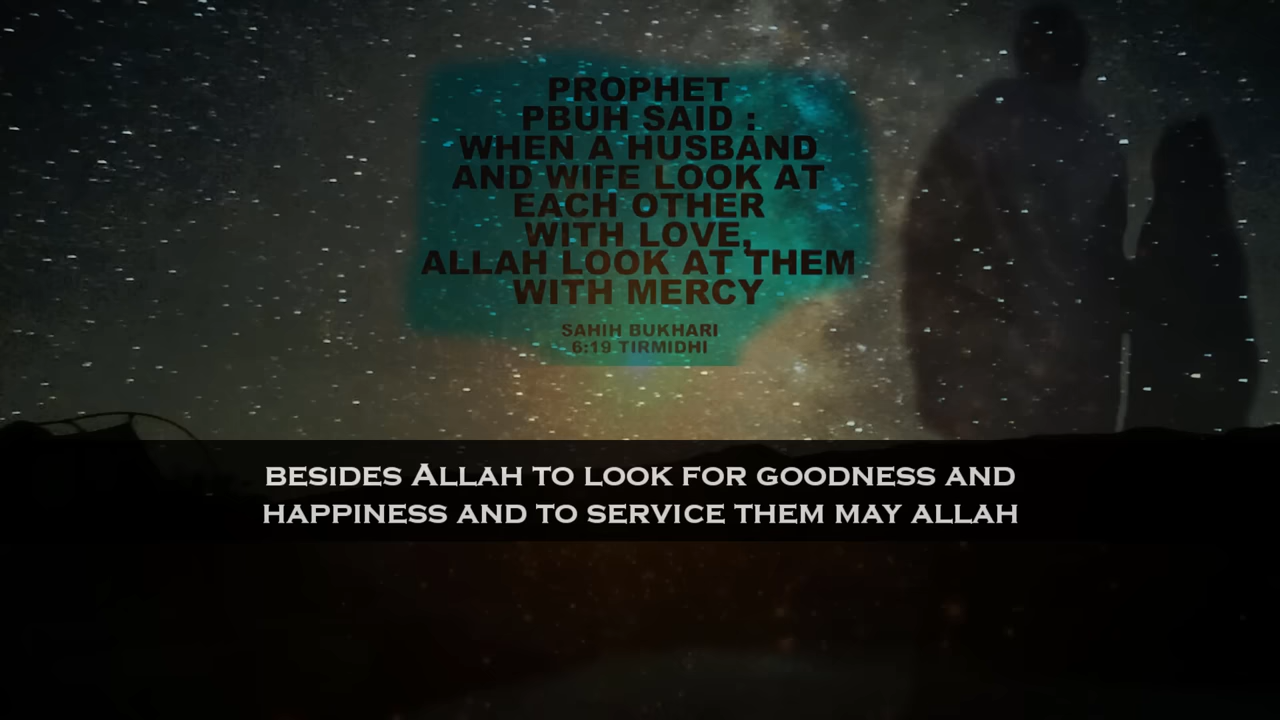 PROPHET
PBUH SAID :
WHEN A HUSBAND
AND WIFE LOOK AT
EACH OTHER
WITH LOVE,
ALLAH LOOK AT THEM
WITH MERCY
SAHIH BUKHARI
6:19 TIRMIDHI
BESIDES ALLAH TO LOOK FOR GOODNESS AND
HAPPINESS AND TO SERVICE THEM MAY ALLAH